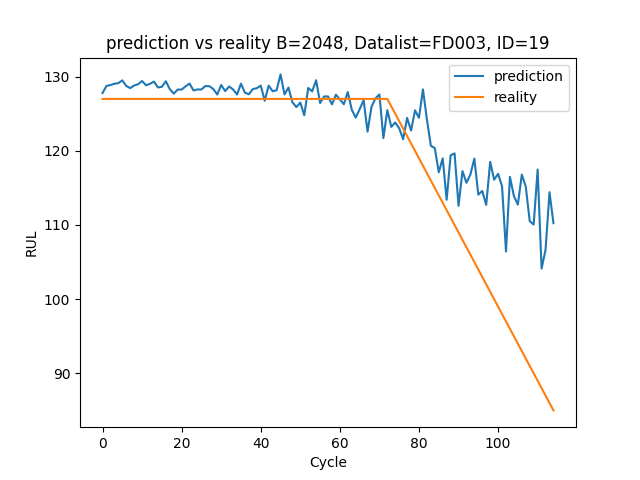 prediction vs reality B=2048, Datalist=FD003, ID=19
prediction
reality
RUL
130
120
110
100
90
0 20 40 60 80 100
Cycle